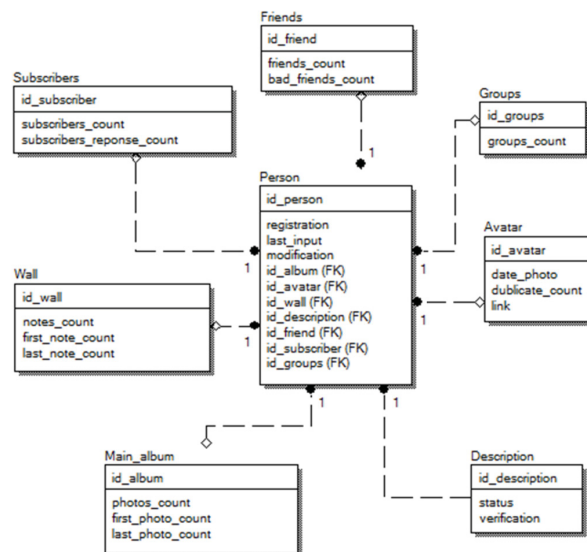 Friends
id_friend
friends_count
bad_friends_count
Subscribers
id_subscriber
subscribers_count
subscribers_reponse_count
Groups
id_groups
groups_count
1
Person
id_person
registration
last_input
modification
id_album (FK)
id_avatar (FK)
id_wall (FK)
id_description (FK)
id_friend (FK)
id_subscriber (FK)
id_groups (FK)
1
1
Avatar
id_avatar
date_photo
dublicate_count
link
1
Wall
id_wall
notes_count
first_note_count
last_note_count
1
1
1
Main_album
id_album
photos_count
first_photo_count
last_photo_count
Description
id_description
status
verification